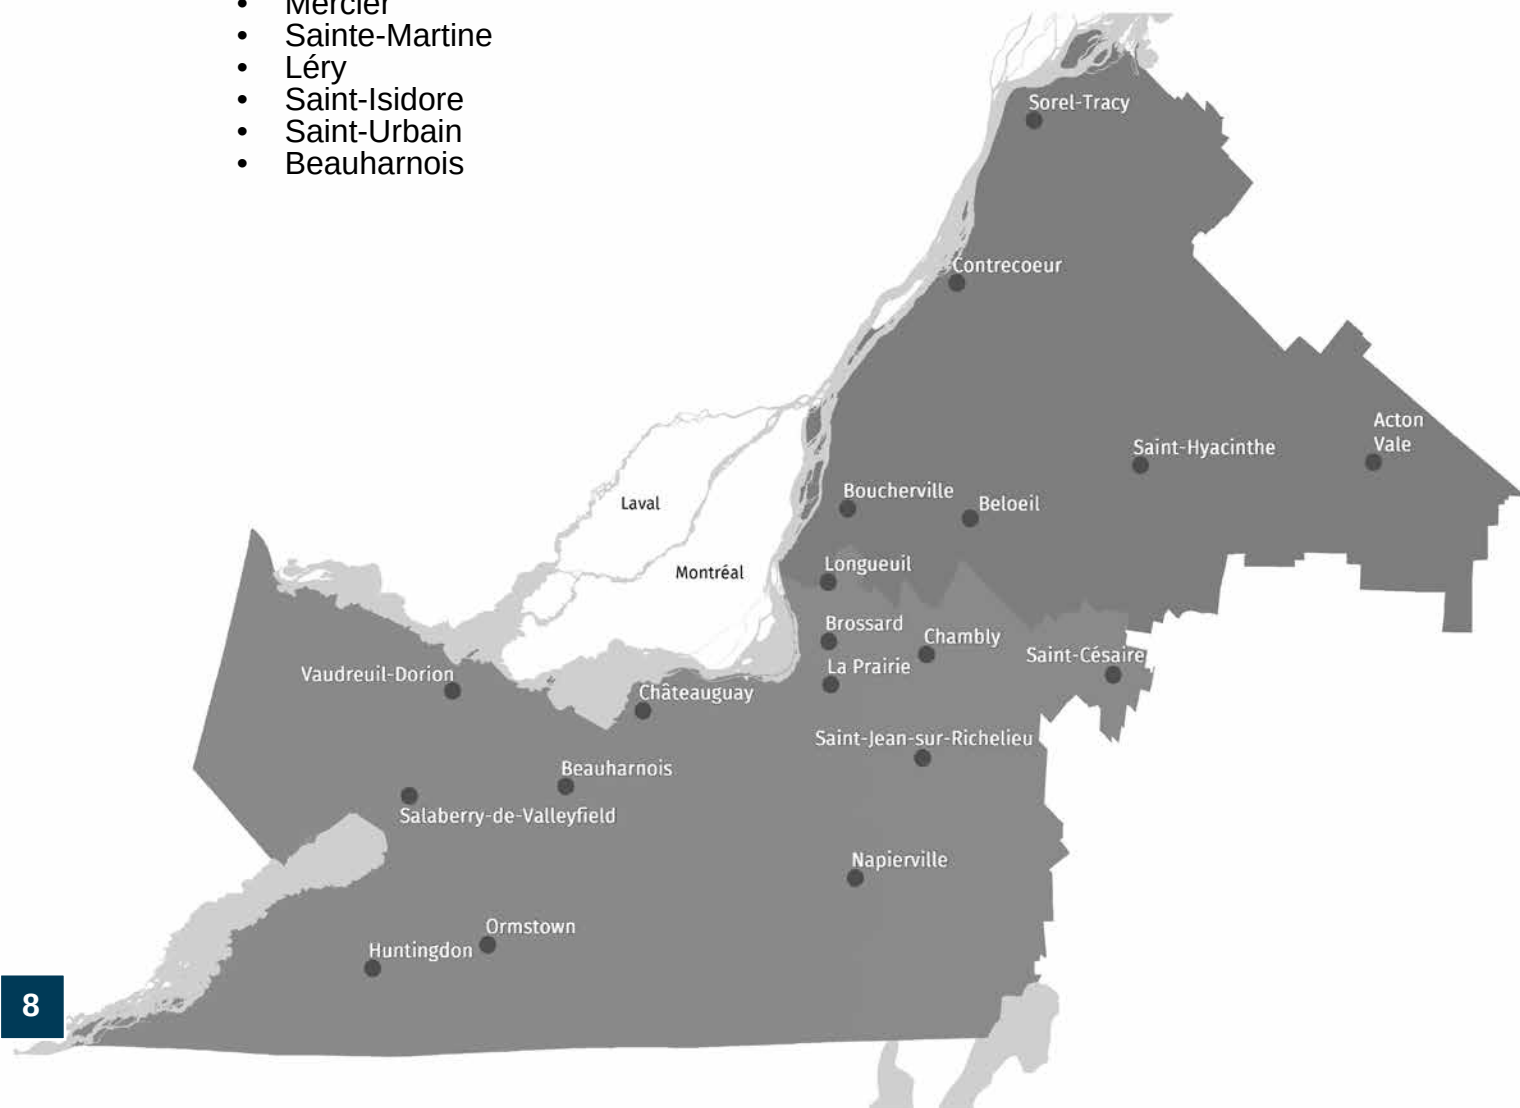 • Mercier
• Sainte-Martine
• Léry
• Saint-Isidore
• Saint-Urbain
• Beauharnois
Sorel-Tracy
Contrecoeur
Acton
Vale
Saint-Hyacinthe
Boucherville
Beloeil
Laval
Longueuil
Montréal
Brossard
Chambly
Saint-Césaire
La Prairie
Vaudreuil-Dorion
Châteauguay
Saint-Jean-sur-Richelieu
Beauharnois
Salaberry-de-Valleyfield
Napierville
Ormstown
Huntingdon
8